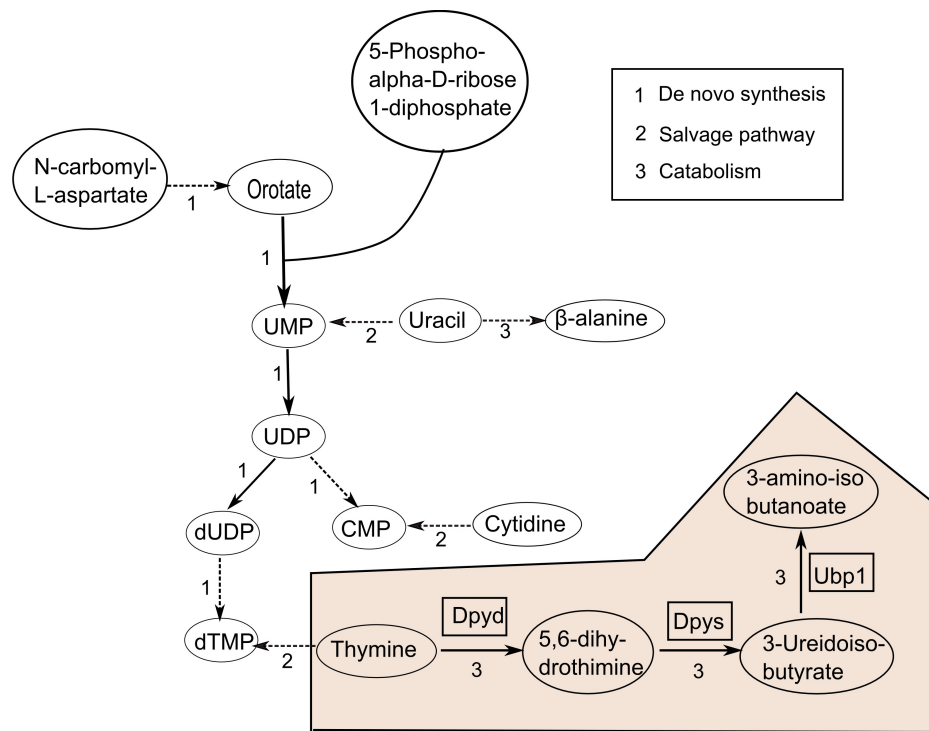 5-Phospho-
alpha-D-ribose
1-diphosphate
1 De novo synthesis
2 Salvage pathway
3 Catabolism
N-carbomyl-
L-aspartate
1
Orotate
1
UMP
2
Uracil
3
β-alanine
1
UDP
1
1
dUDP
CMP
2
Cytidine
1
dTMP
2
Thymine
Dpyd
3
5,6-dihy-
drothimine
Dpys
3
3-Ureidoiso-
butyrate
3
Ubp1
3-amino-iso
butanoate